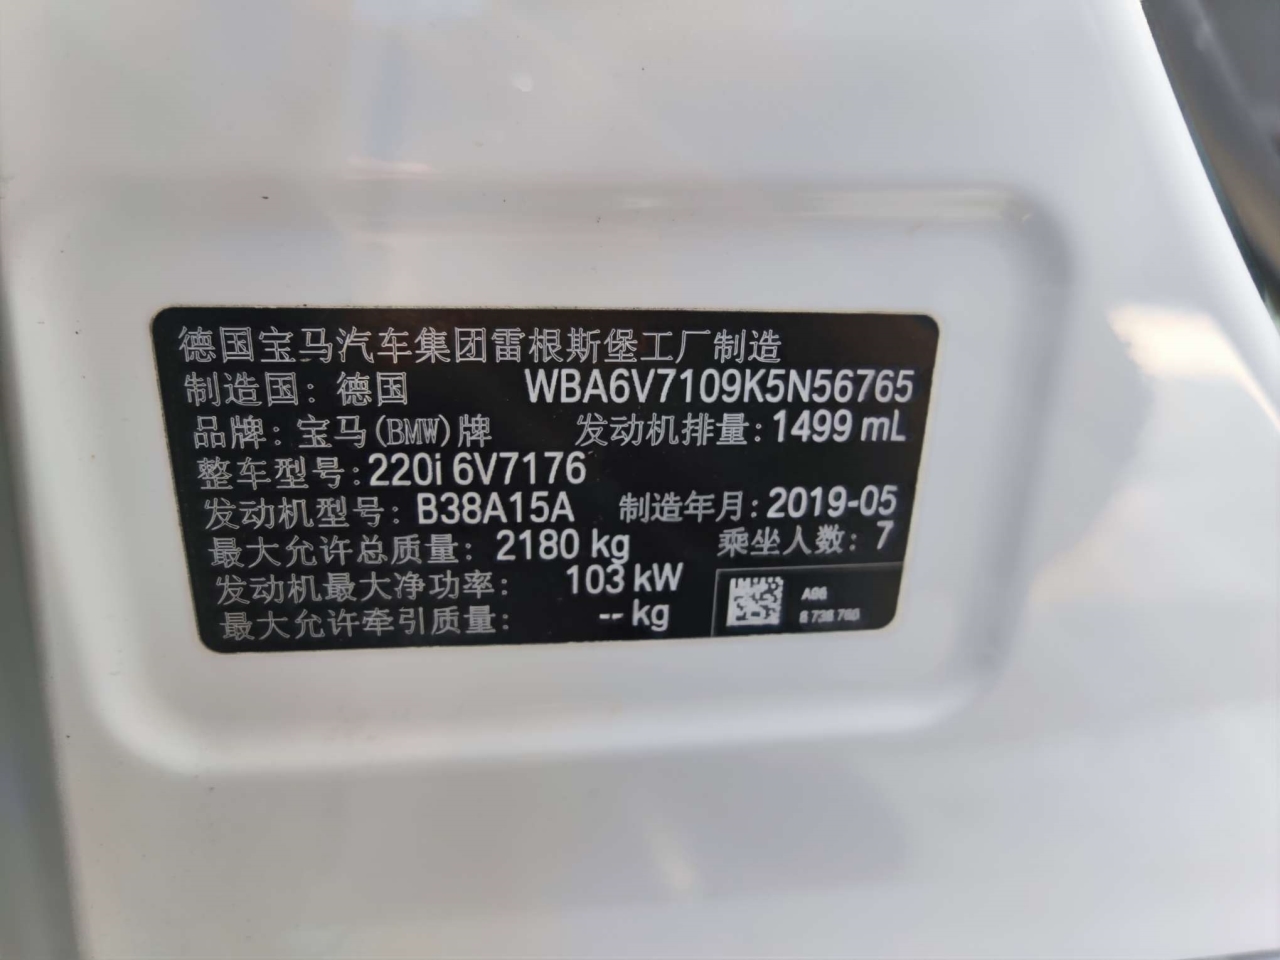 德国宝马汽车集团雷根斯堡工厂制造
制造国: 德国 WBA6V7109K5N56765
品牌: 宝马(BMW)牌 发动机排量: 1499 mL
整车型号: 220i 6V7176
发动机型号: B38A15A 制造年月: 2019-05
最大允许总质量: 2180 kg 乘坐人数: 7
发动机最大净功率: 103 kW
最大允许牵引质量: -- kg